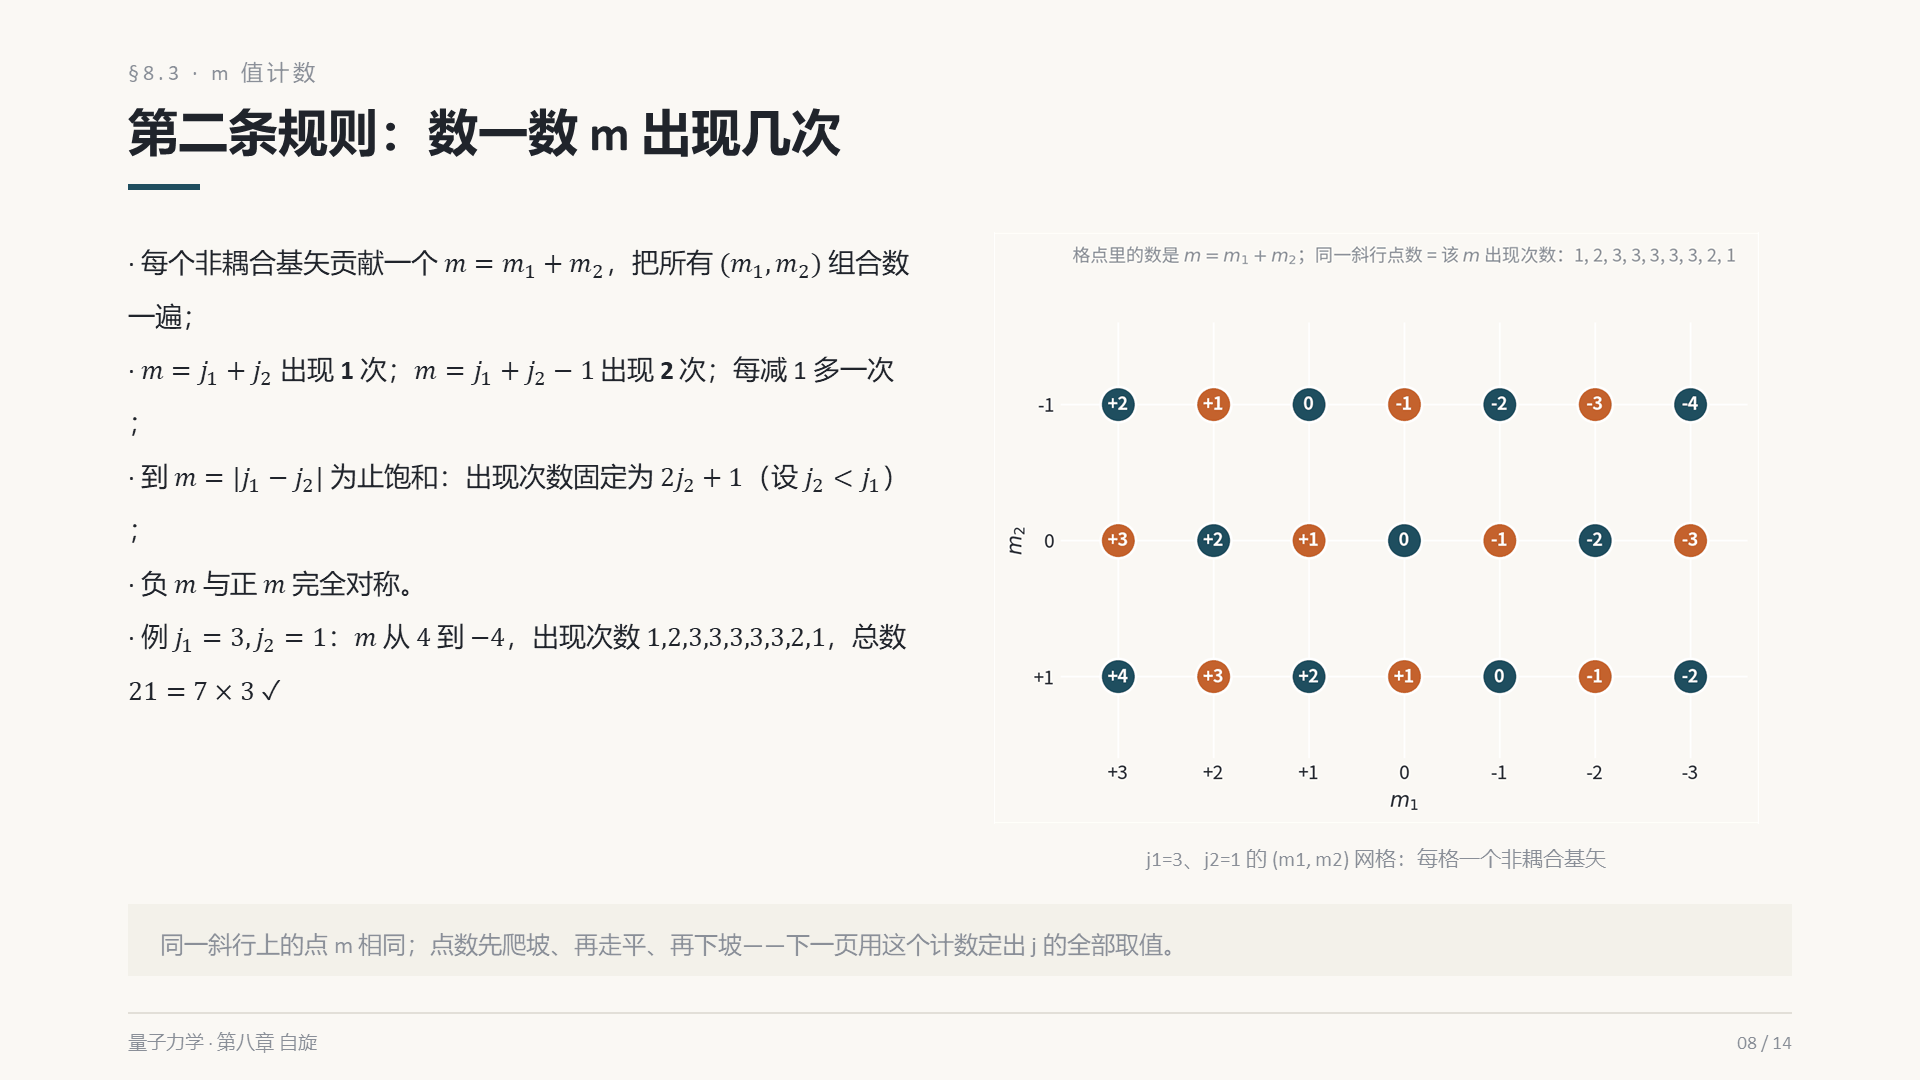 §8.3 · m 值计数
第二条规则：数一数 m 出现几次
· 每个非耦合基矢贡献一个 m = m₁ + m₂，把所有 (m₁, m₂) 组合数
一遍；
· m = j₁ + j₂ 出现 1 次；m = j₁ + j₂ − 1 出现 2 次；每减 1 多一次
；
· 到 m = |j₁ − j₂| 为止饱和：出现次数固定为 2j₂ + 1（设 j₂ < j₁）
；
· 负 m 与正 m 完全对称。
· 例 j₁ = 3, j₂ = 1：m 从 4 到 −4，出现次数 1,2,3,3,3,3,3,2,1，总数
21 = 7 × 3 ✓
格点里的数是 m = m₁ + m₂；同一斜行点数 = 该 m 出现次数：1, 2, 3, 3, 3, 3, 3, 2, 1
-1 +2 +1 0 -1 -2 -3 -4
m₂ 0 +3 +2 +1 0 -1 -2 -3
+1 +4 +3 +2 +1 0 -1 -2
+3 +2 +1 0 -1 -2 -3
m₁
j1=3、j2=1 的 (m1, m2) 网格：每格一个非耦合基矢
同一斜行上的点 m 相同；点数先爬坡、再走平、再下坡——下一页用这个计数定出 j 的全部取值。
量子力学 · 第八章 自旋
08 / 14